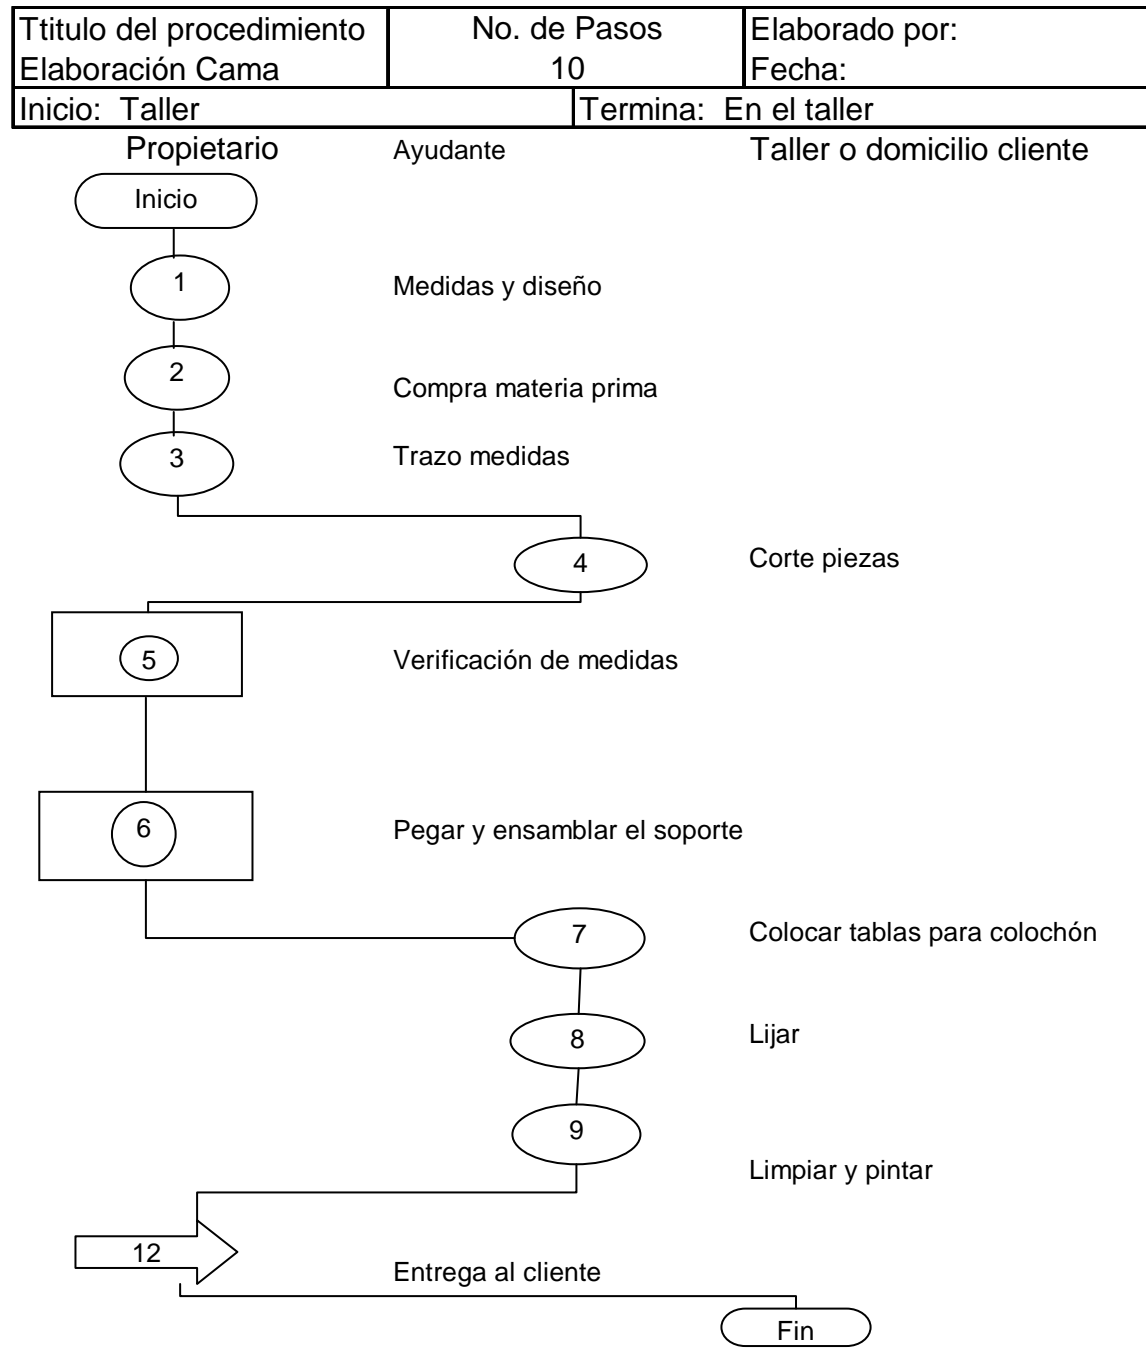 Ttitulo del procedimiento No. de Pasos Elaborado por:
Elaboración Cama 10 Fecha:
Inicio: Taller Termina: En el taller
Propietario Ayudante Taller o domicilio cliente
Inicio
1 Medidas y diseño
2 Compra materia prima
3 Trazo medidas
4 Corte piezas
5 Verificación de medidas
6 Pegar y ensamblar el soporte
7 Colocar tablas para colochón
8 Lijar
9 Limpiar y pintar
12 Entrega al cliente
Fin